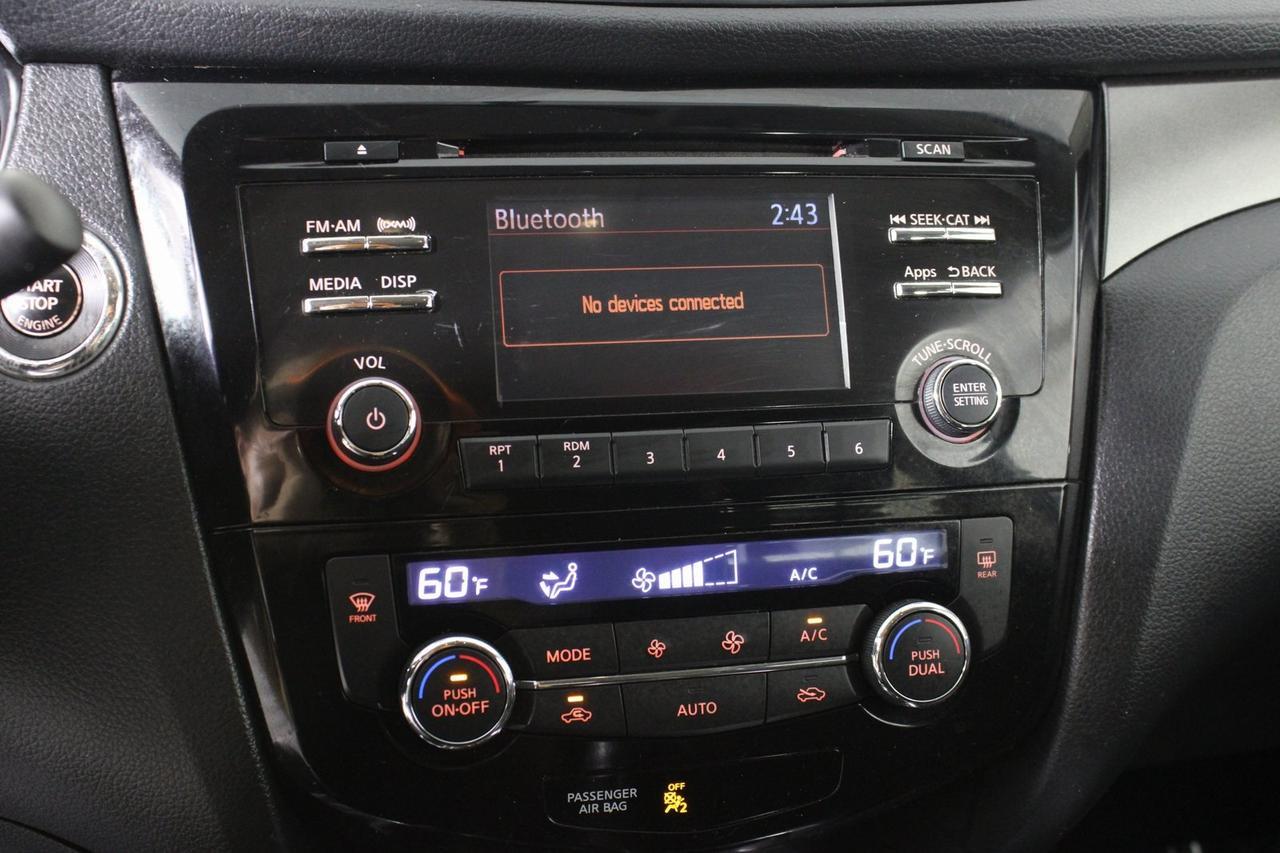 SCAN
FM·AM ((XM))
MEDIA DISP
VOL
Bluetooth 2:43
No devices connected
SEEK·CAT
Apps BACK
TUNE·SCROLL
ENTER
SETTING
START
STOP
ENGINE
RPT
1
RDM
2
3
4
5
6
60°F
A/C
60°F
FRONT
REAR
MODE
A/C
PUSH
ON·OFF
AUTO
PUSH
DUAL
PASSENGER
AIR BAG
OFF
2